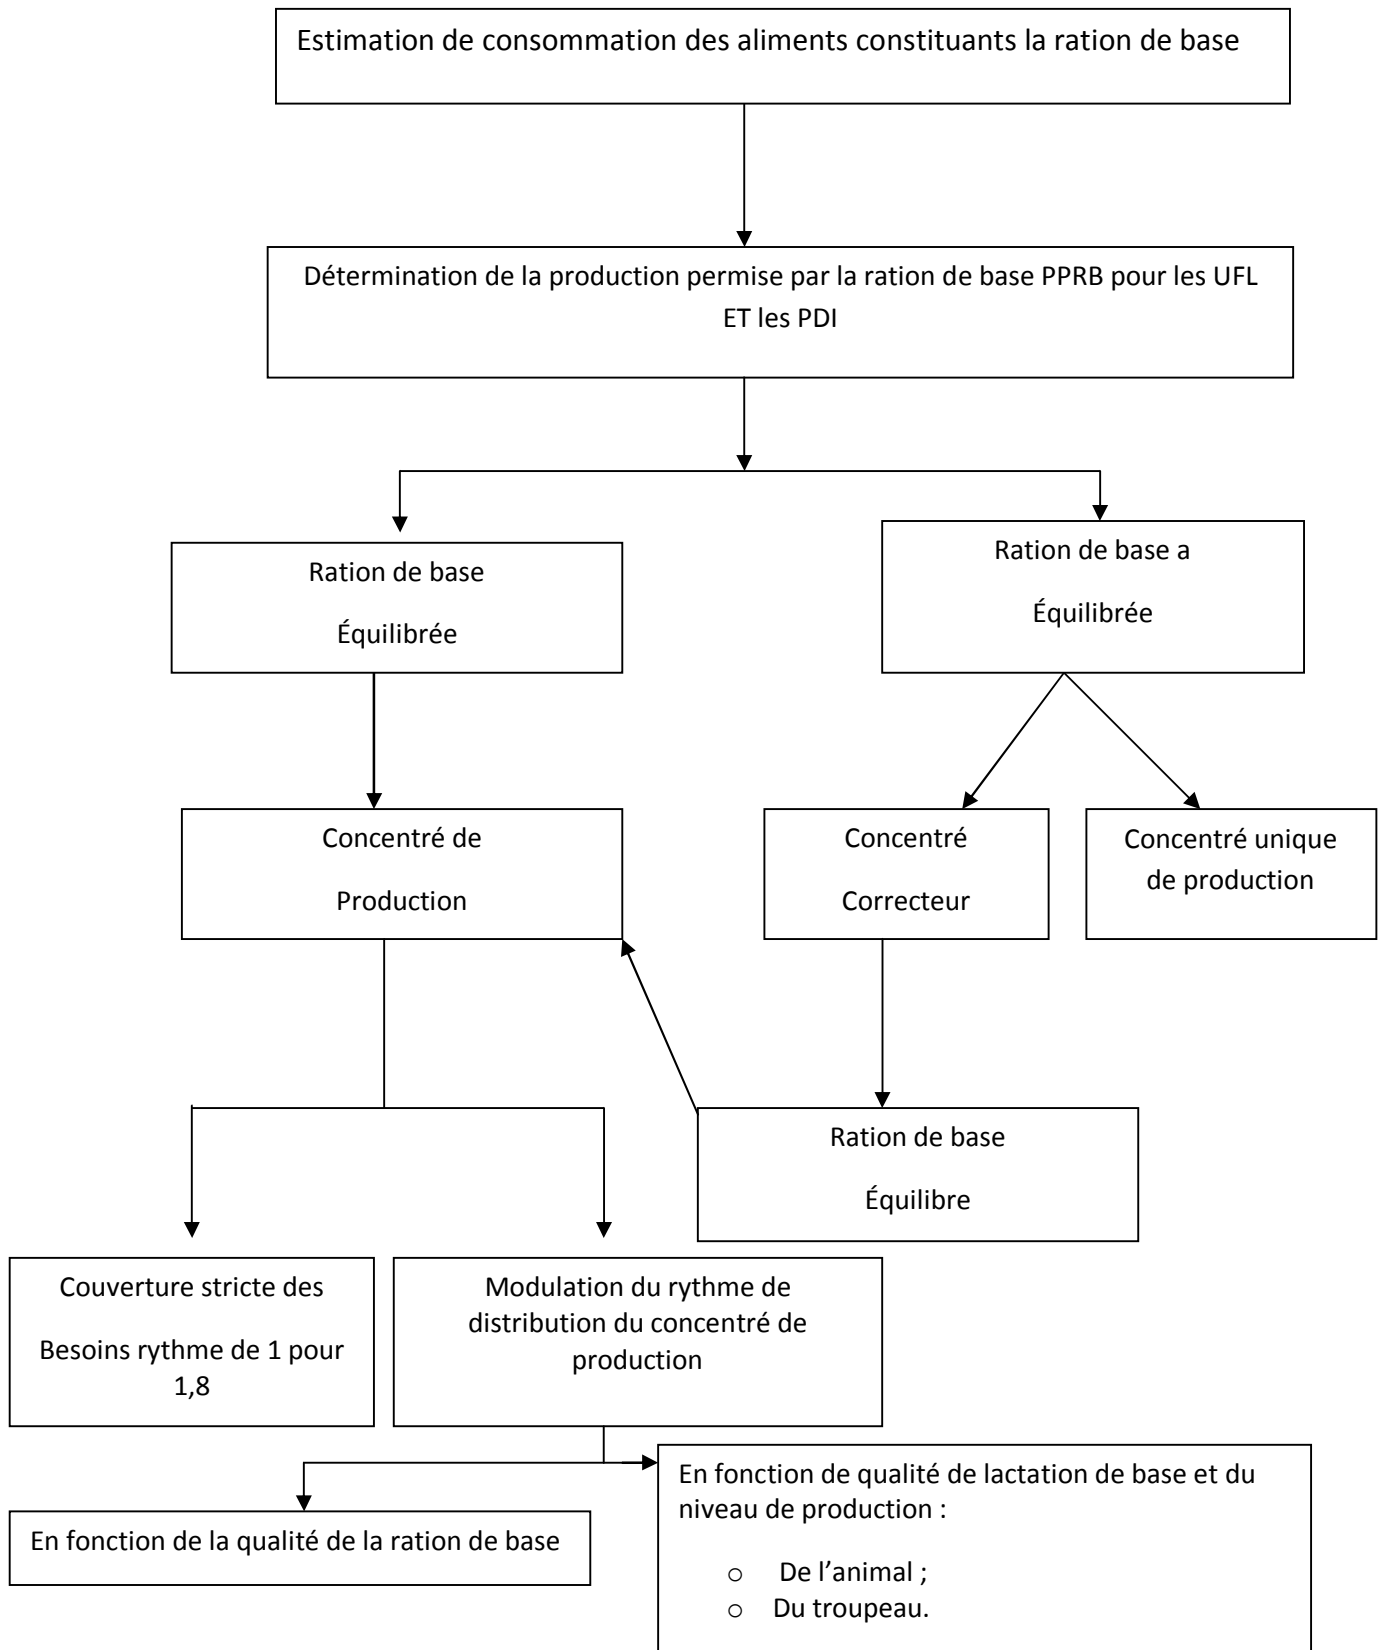 Estimation de consommation des aliments constituants la ration de base
Détermination de la production permise par la ration de base PPRB pour les UFL
ET les PDI
Ration de base
Équilibrée
Ration de base a
Équilibrée
Concentré de
Production
Concentré
Correcteur
Concentré unique
de production
Ration de base
Équilibre
Couverture stricte des
Besoins rythme de 1 pour
1,8
Modulation du rythme de
distribution du concentré de
production
En fonction de la qualité de la ration de base
En fonction de qualité de lactation de base et du
niveau de production :
o De l’animal ;
o Du troupeau.